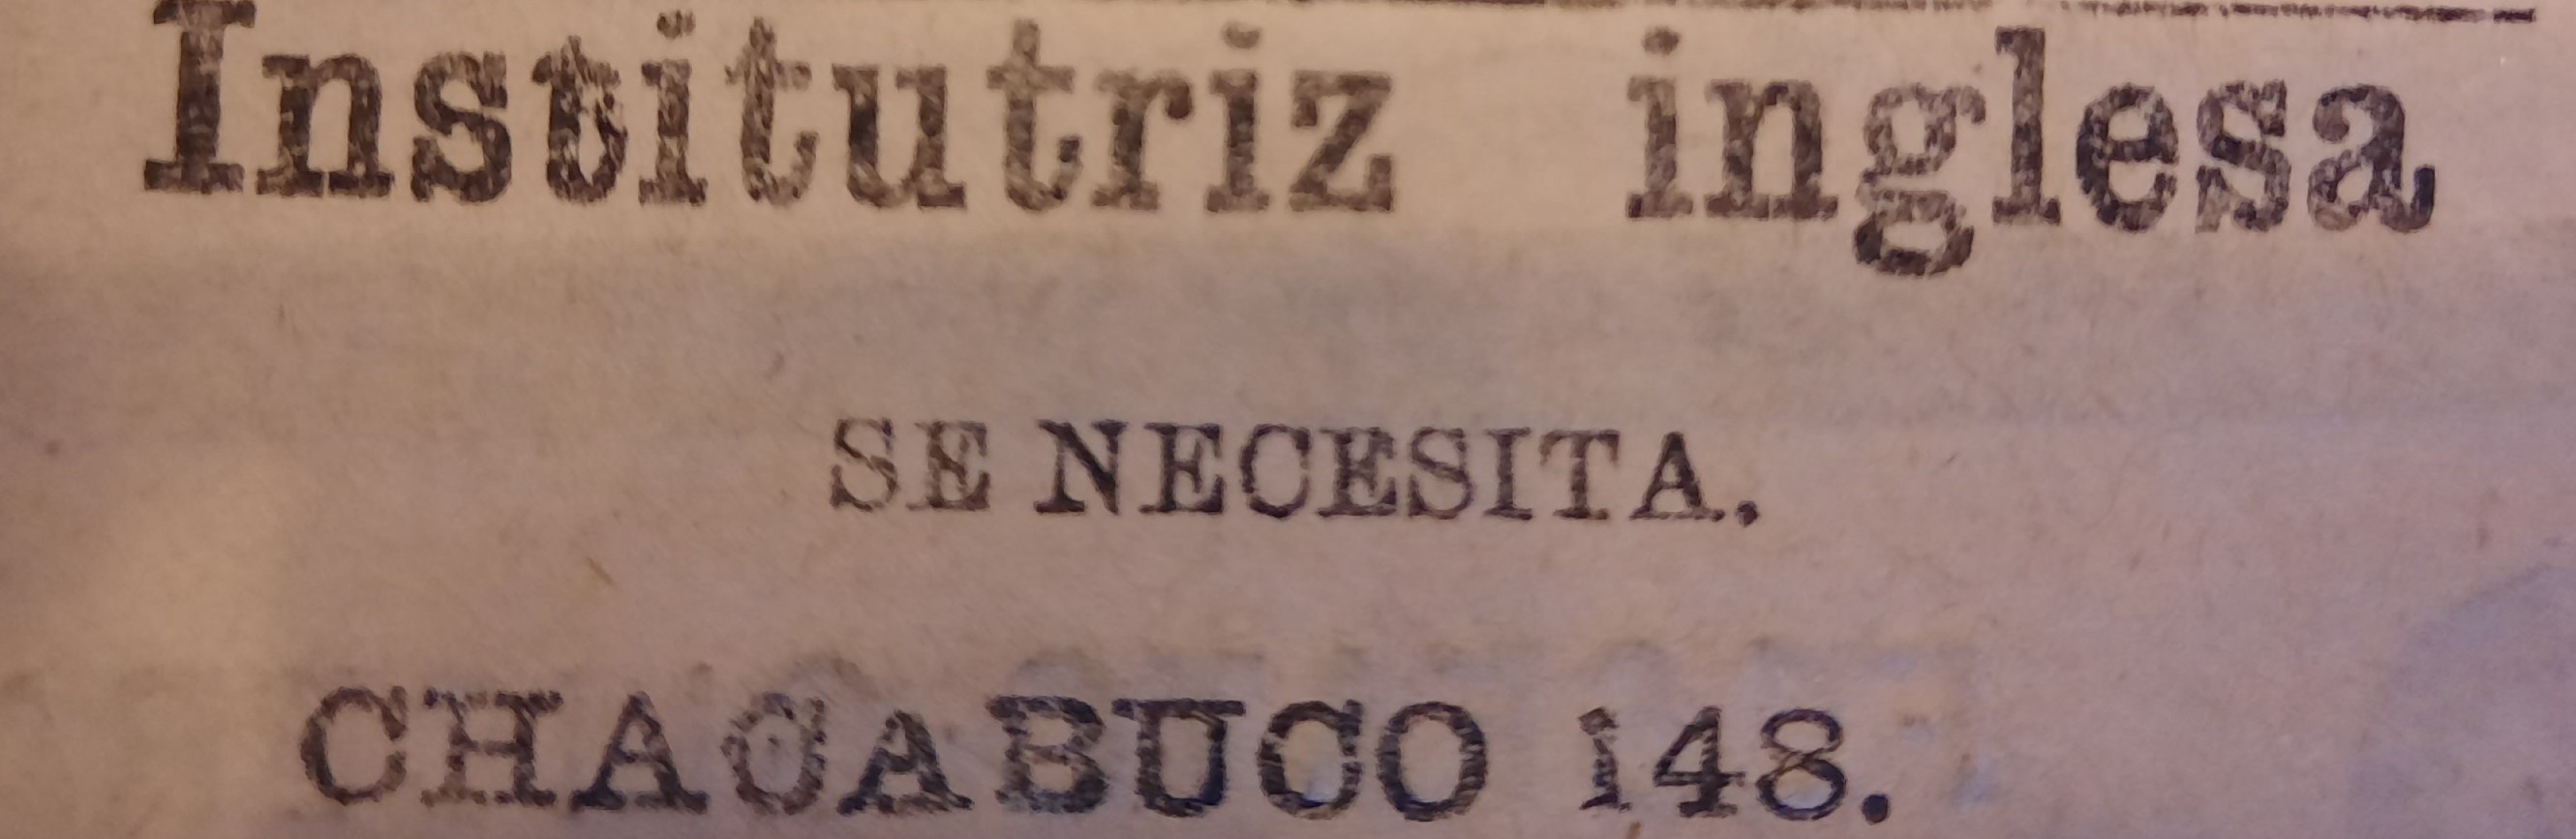 Institutriz inglesa
SE NECESITA.
CHACABUCO 148.